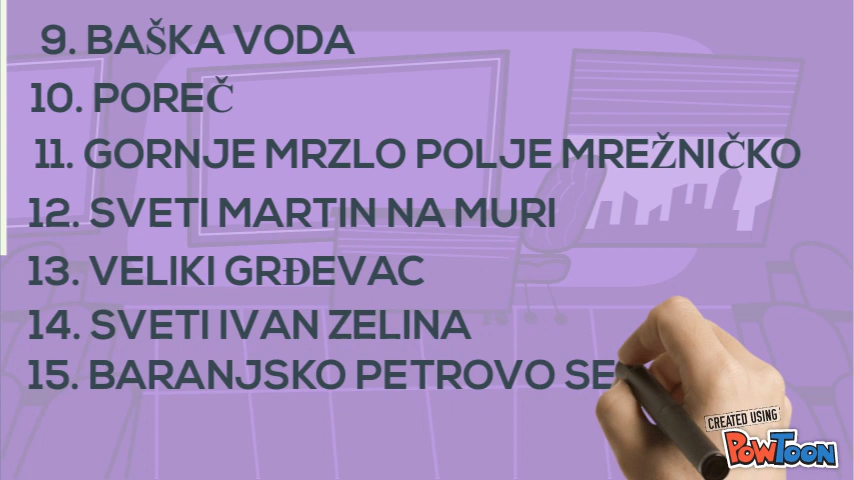 9. BAŠKA VODA
10. POREČ
11. GORNJE MRZLO POLJE MREŽNIČKO
12. SVETI MARTIN NA MURI
13. VELIKI GRĐEVAC
14. SVETI IVAN ZELINA
15. BARANJSKO PETROVO SE
CREATED USING
POWTOON